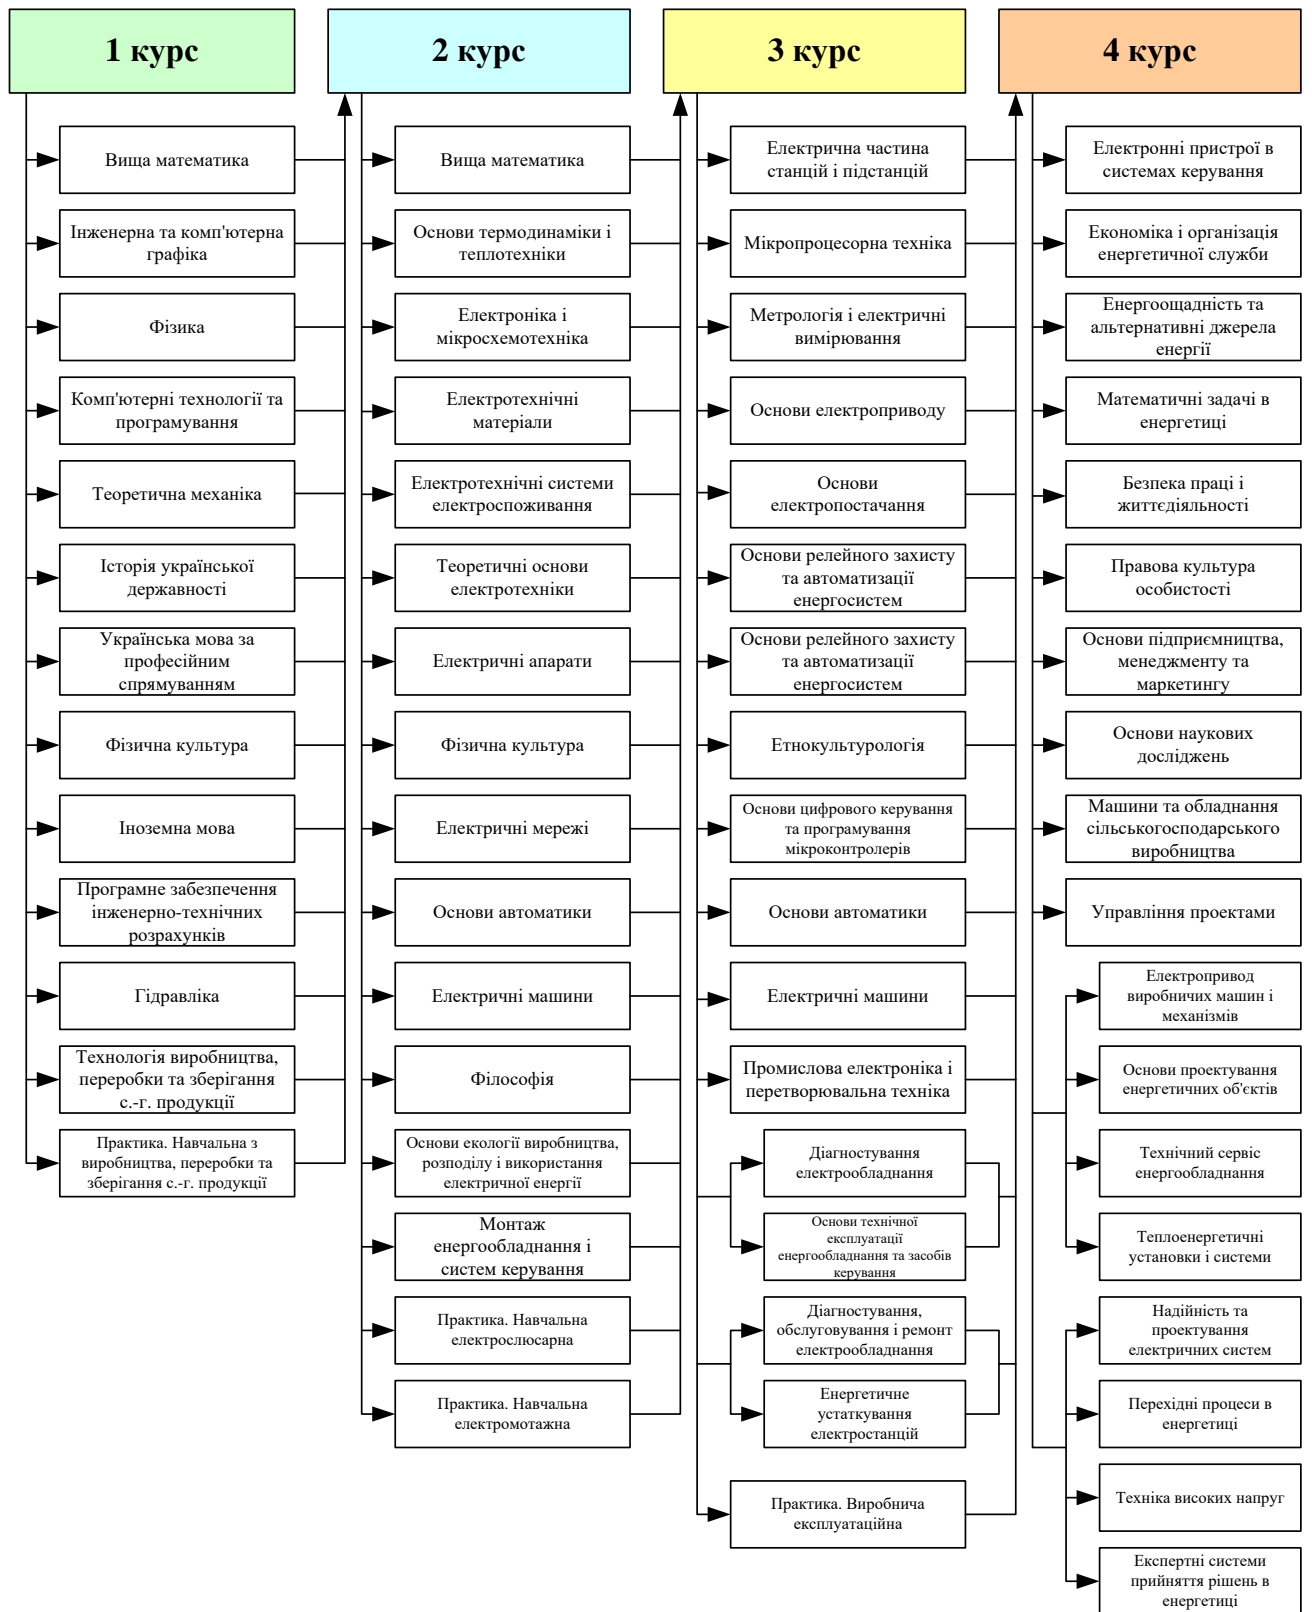 1 курс
Вища математика
Інженерна та комп'ютерна
графіка
Фізика
Комп'ютерні технології та
програмування
Теоретична механіка
Історія української
державності
Українська мова за
професійним
спрямуванням
Фізична культура
Іноземна мова
Програмне забезпечення
інженерно-технічних
розрахунків
Гідравліка
Технологія виробництва,
переробки та зберігання
с.-г. продукції
Практика. Навчальна з
виробництва, переробки та
зберігання с.-г. продукції
2 курс
Вища математика
Основи термодинаміки і
теплотехніки
Електроніка і
мікросхемотехніка
Електротехнічні
матеріали
Електротехнічні системи
електроспоживання
Теоретичні основи
електротехніки
Електричні апарати
Фізична культура
Електричні мережі
Основи автоматики
Електричні машини
Філософія
Основи екології виробництва,
розподілу і використання
електричної енергії
Монтаж
енергообладнання і
систем керування
Практика. Навчальна
електрослюсарна
Практика. Навчальна
електромотажна
3 курс
Електрична частина
станцій і підстанцій
Мікропроцесорна техніка
Метрологія і електричні
вимірювання
Основи електроприводу
Основи
електропостачання
Основи релейного захисту
та автоматизації
енергосистем
Основи релейного захисту
та автоматизації
енергосистем
Етнокультурологія
Основи цифрового керування
та програмування
мікроконтролерів
Основи автоматики
Електричні машини
Промислова електроніка і
перетворювальна техніка
Діагностування
електрообладнання
Основи технічної
експлуатації
енергообладнання та засобів
керування
Діагностування,
обслуговування і ремонт
електрообладнання
Енергетичне
устаткування
електростанцій
Практика. Виробнича
експлуатаційна
4 курс
Електронні пристрої в
системах керування
Економіка і організація
енергетичної служби
Енергоощадність та
альтернативні джерела
енергії
Математичні задачі в
енергетиці
Безпека праці і
життєдіяльності
Правова культура
особистості
Основи підприємництва,
менеджменту та
маркетингу
Основи наукових
досліджень
Машини та обладнання
сільськогосподарського
виробництва
Управління проектами
Електропривод
виробничих машин і
механізмів
Основи проектування
енергетичних об'єктів
Технічний сервіс
енергообладнання
Теплоенергетичні
установки і системи
Надійність та
проектування
електричних систем
Перехідні процеси в
енергетиці
Техніка високих напруг
Експертні системи
прийняття рішень в
енергетиці